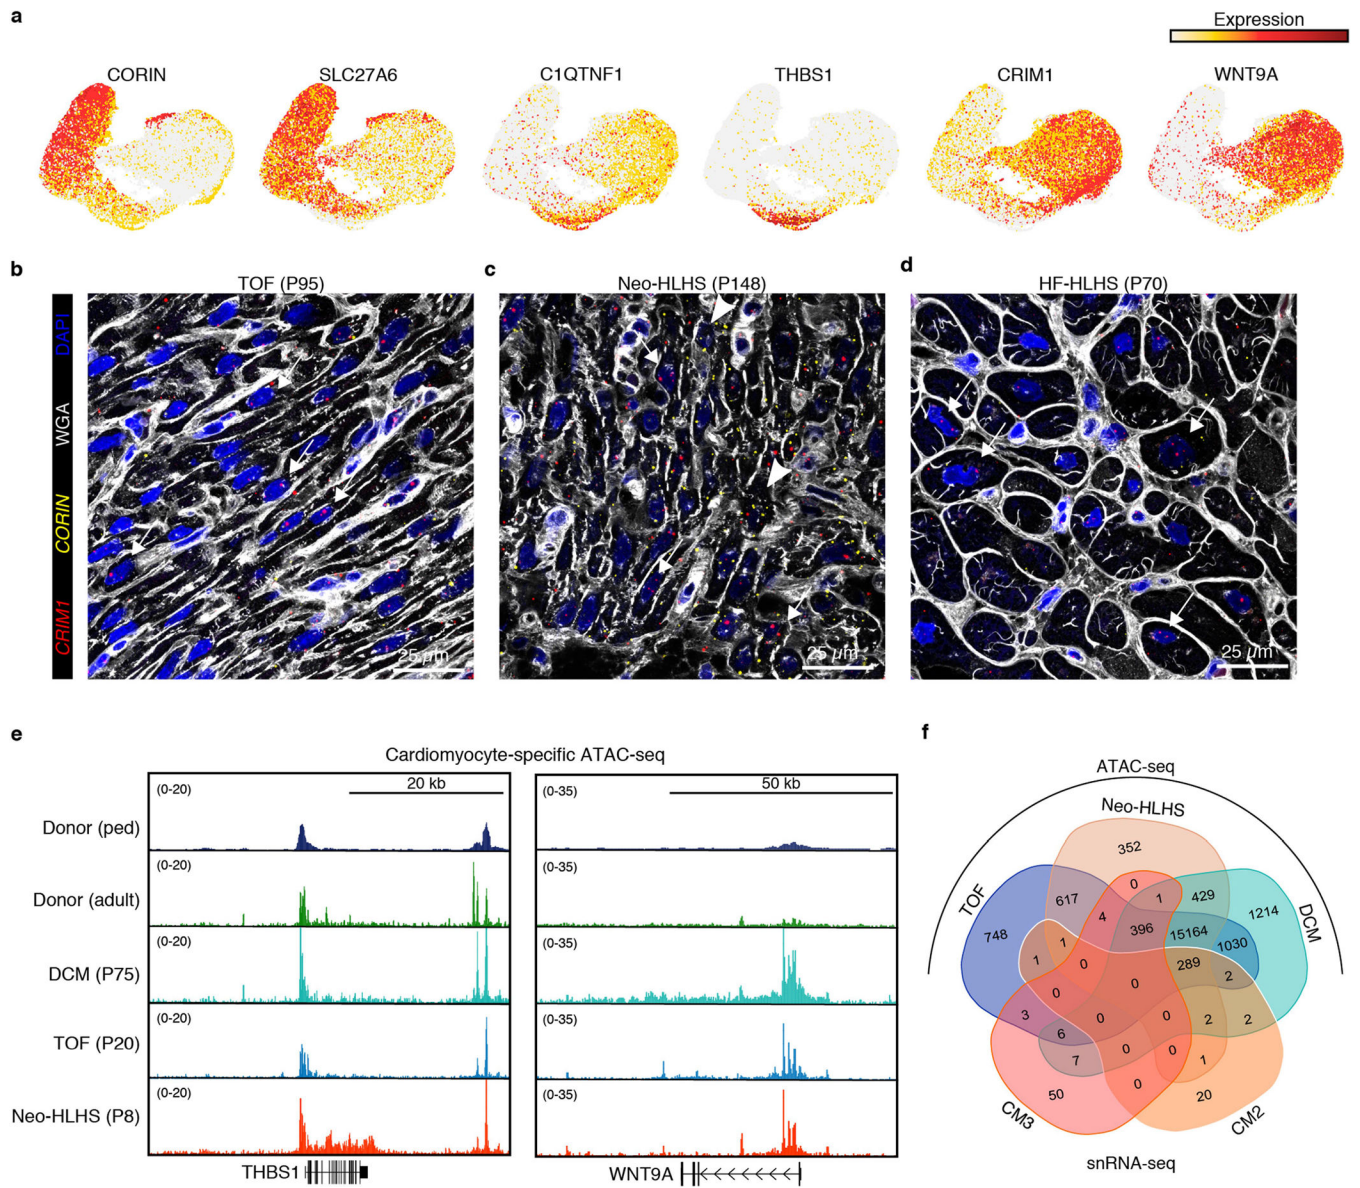 a
Expression
CORIN
SLC27A6
C1QTNF1
THBS1
CRIM1
WNT9A
b
c
d
TOF (P95)
Neo-HLHS (P148)
HF-HLHS (P70)
CRIM1 CORIN WGA DAPI
25 µm
25 µm
25 µm
e
Cardiomyocyte-specific ATAC-seq
(0-20)
20 kb
(0-35)
50 kb
Donor (ped)
(0-20)
(0-35)
Donor (adult)
(0-20)
(0-35)
DCM (P75)
(0-20)
(0-35)
TOF (P20)
(0-20)
(0-35)
Neo-HLHS (P8)
THBS1
WNT9A
f
ATAC-seq
Neo-HLHS
TOF
DCM
352
0
617
1
429
1214
4
748
396
15164
1030
1
1
0
289
2
0
0
3
0
0
2
2
6
7
0
0
1
50
0
20
CM3
CM2
snRNA-seq